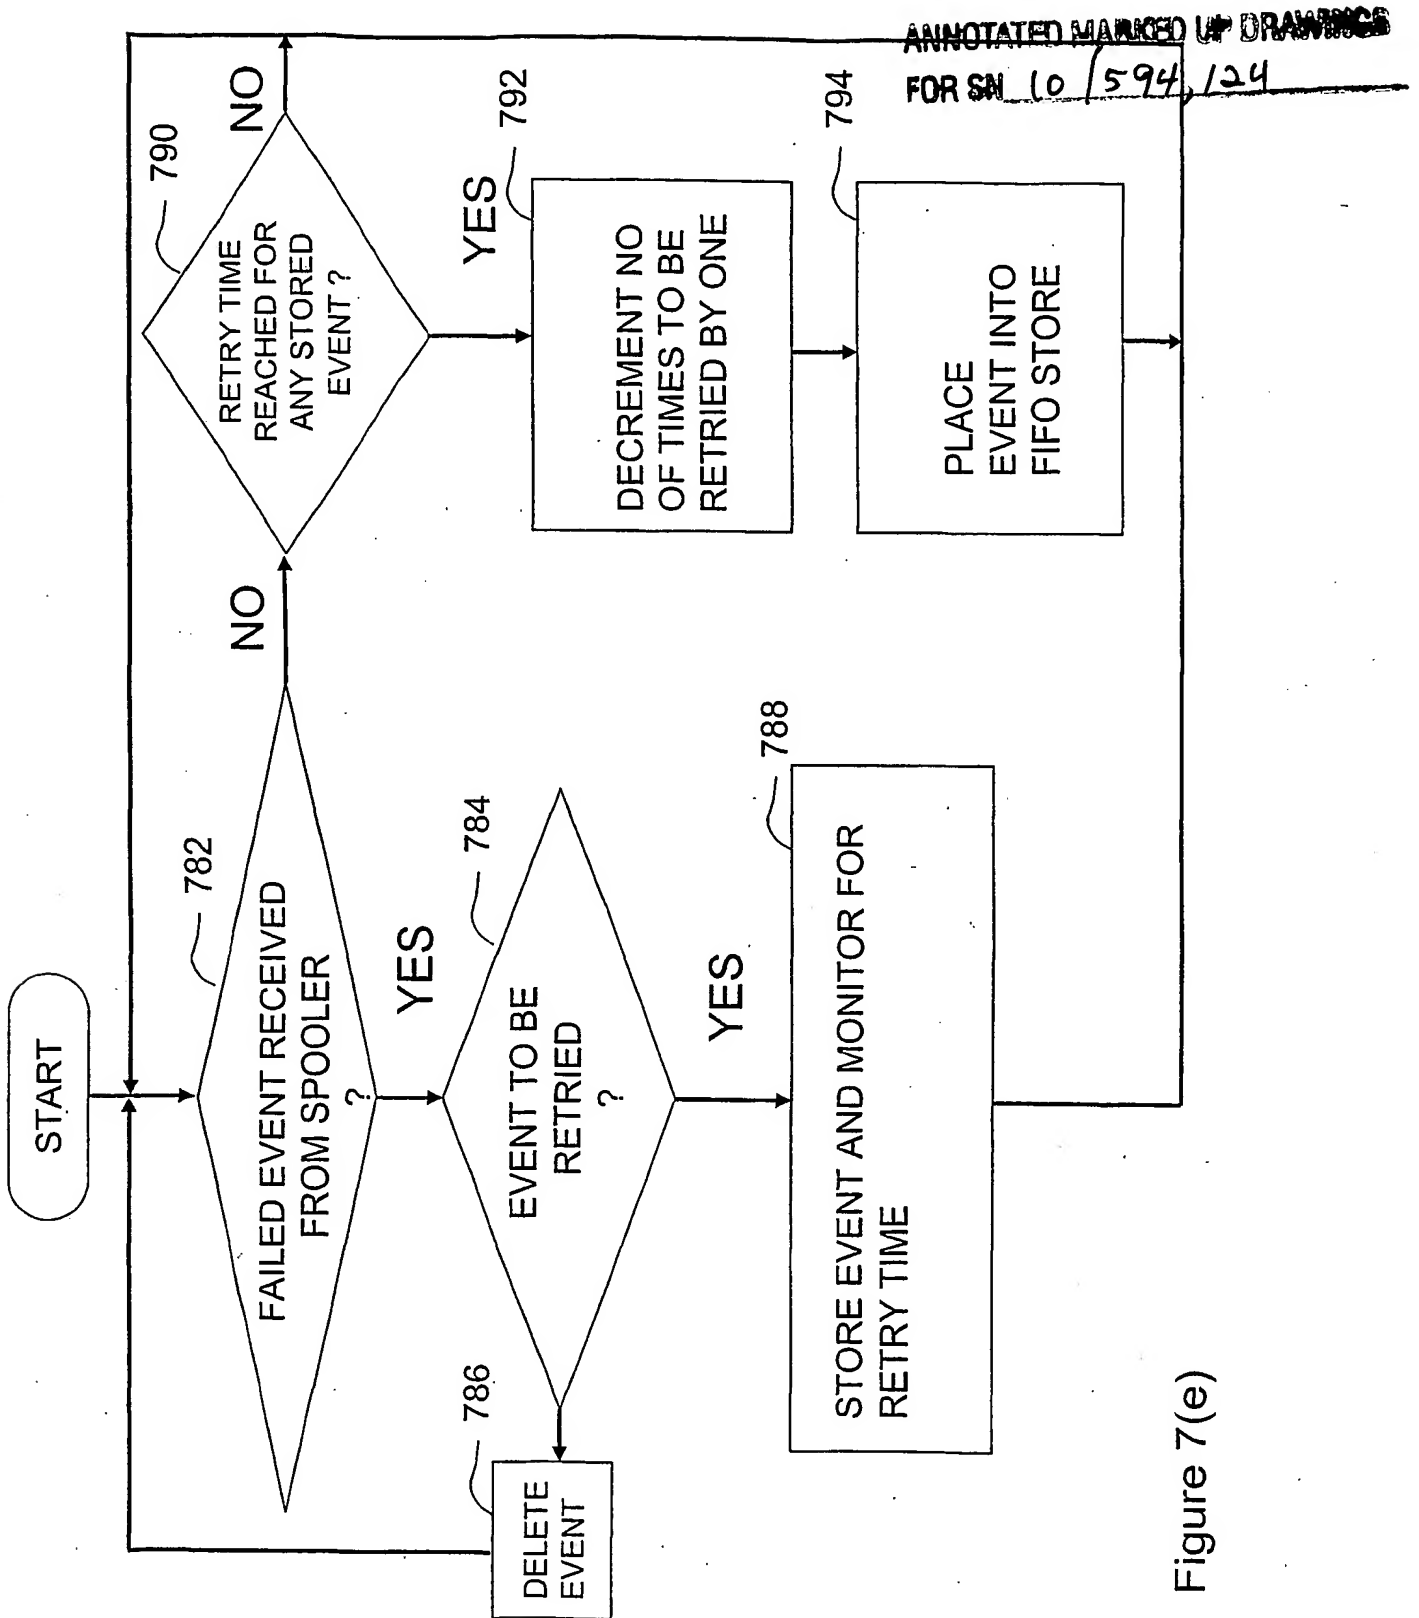 ANNOTATED MARKED UP DRAWINGS
FOR SN 10/594,124
START
782
FAILED EVENT RECEIVED
FROM SPOOLER
?
NO
YES
790
RETRY TIME
REACHED FOR
ANY STORED
EVENT ?
NO
YES
784
EVENT TO BE
RETRIED
?
YES
786
DELETE
EVENT
788
STORE EVENT AND MONITOR FOR
RETRY TIME
792
DECREMENT NO
OF TIMES TO BE
RETRIED BY ONE
794
PLACE
EVENT INTO
FIFO STORE
Figure 7(e)